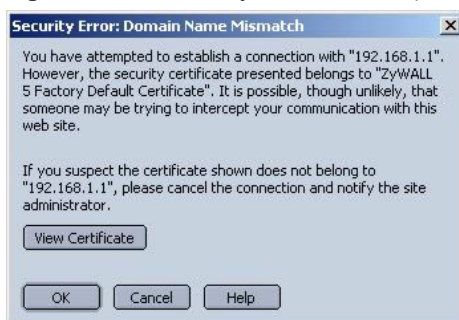 Security Error: Domain Name Mismatch
You have attempted to establish a connection with "192.168.1.1".
However, the security certificate presented belongs to "ZyWALL
5 Factory Default Certificate". It is possible, though unlikely, that
someone may be trying to intercept your communication with this
web site.
If you suspect the certificate shown does not belong to
"192.168.1.1", please cancel the connection and notify the site
administrator.
View Certificate
OK Cancel Help